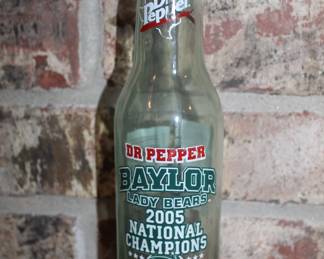 Dr
Pepper
DR PEPPER
BAYLOR
LADY BEARS
2005
NATIONAL
CHAMPIONS